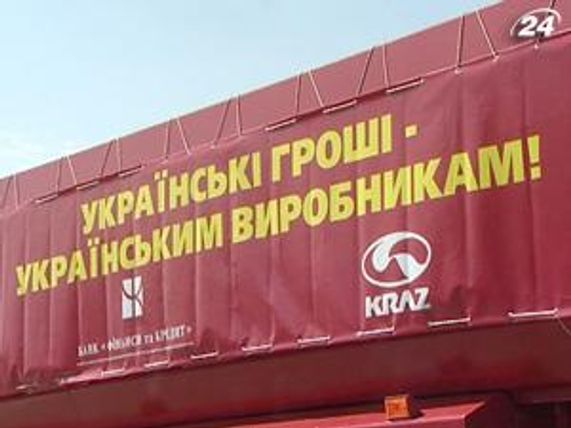 24
УКРАЇНСЬКІ ГРОШІ -
УКРАЇНСЬКИМ ВИРОБНИКАМ!
БАНК «ФІНАНСИ ТА КРЕДИТ»
KRAZ